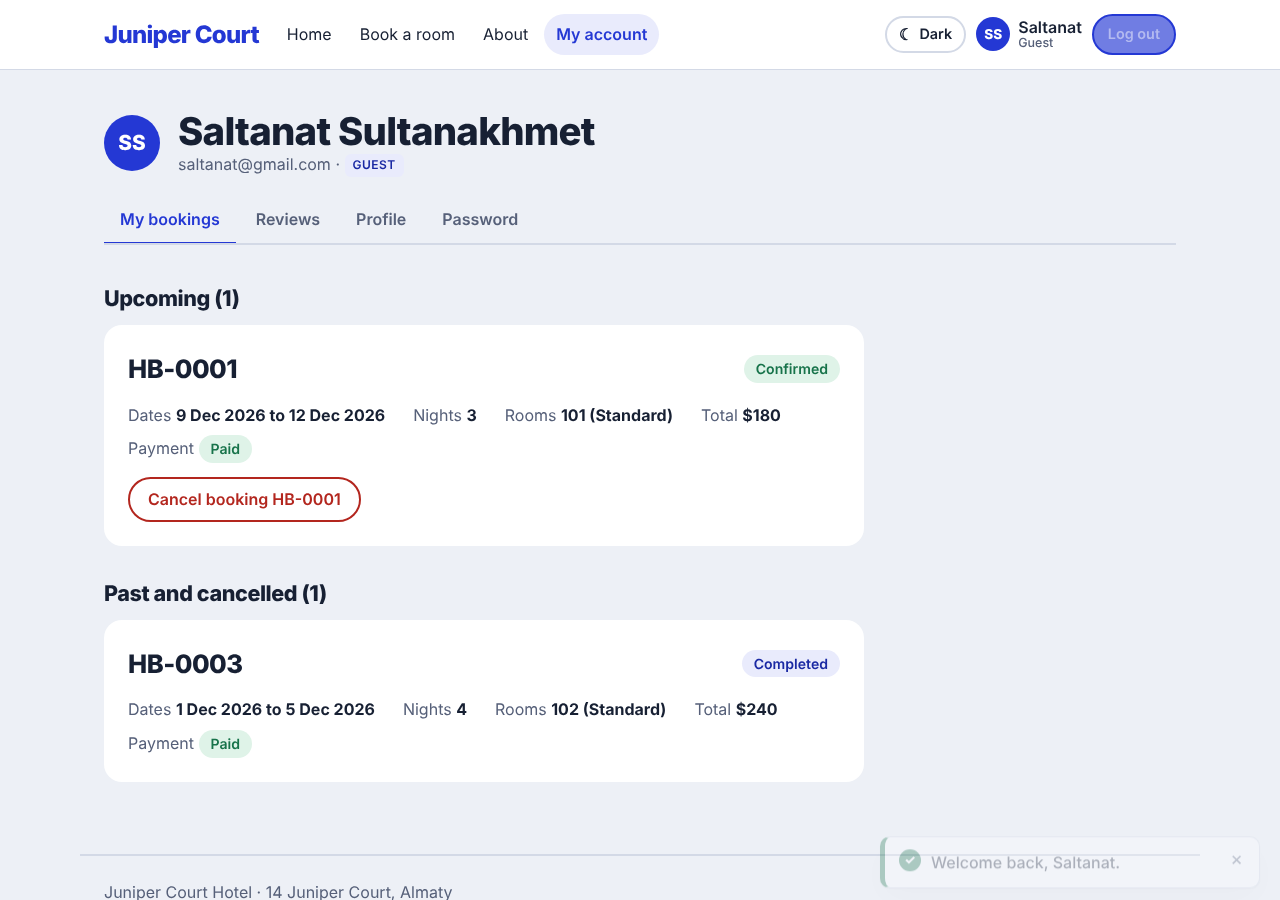 Juniper Court Home Book a room About My account ☾ Dark SS Saltanat Log out
Guest
SS Saltanat Sultanakhmet
saltanat@gmail.com · GUEST
My bookings Reviews Profile Password
Upcoming (1)
HB-0001 Confirmed
Dates 9 Dec 2026 to 12 Dec 2026 Nights 3 Rooms 101 (Standard) Total $180
Payment Paid
Cancel booking HB-0001
Past and cancelled (1)
HB-0003 Completed
Dates 1 Dec 2026 to 5 Dec 2026 Nights 4 Rooms 102 (Standard) Total $240
Payment Paid
Welcome back, Saltanat. ×
Juniper Court Hotel · 14 Juniper Court, Almaty